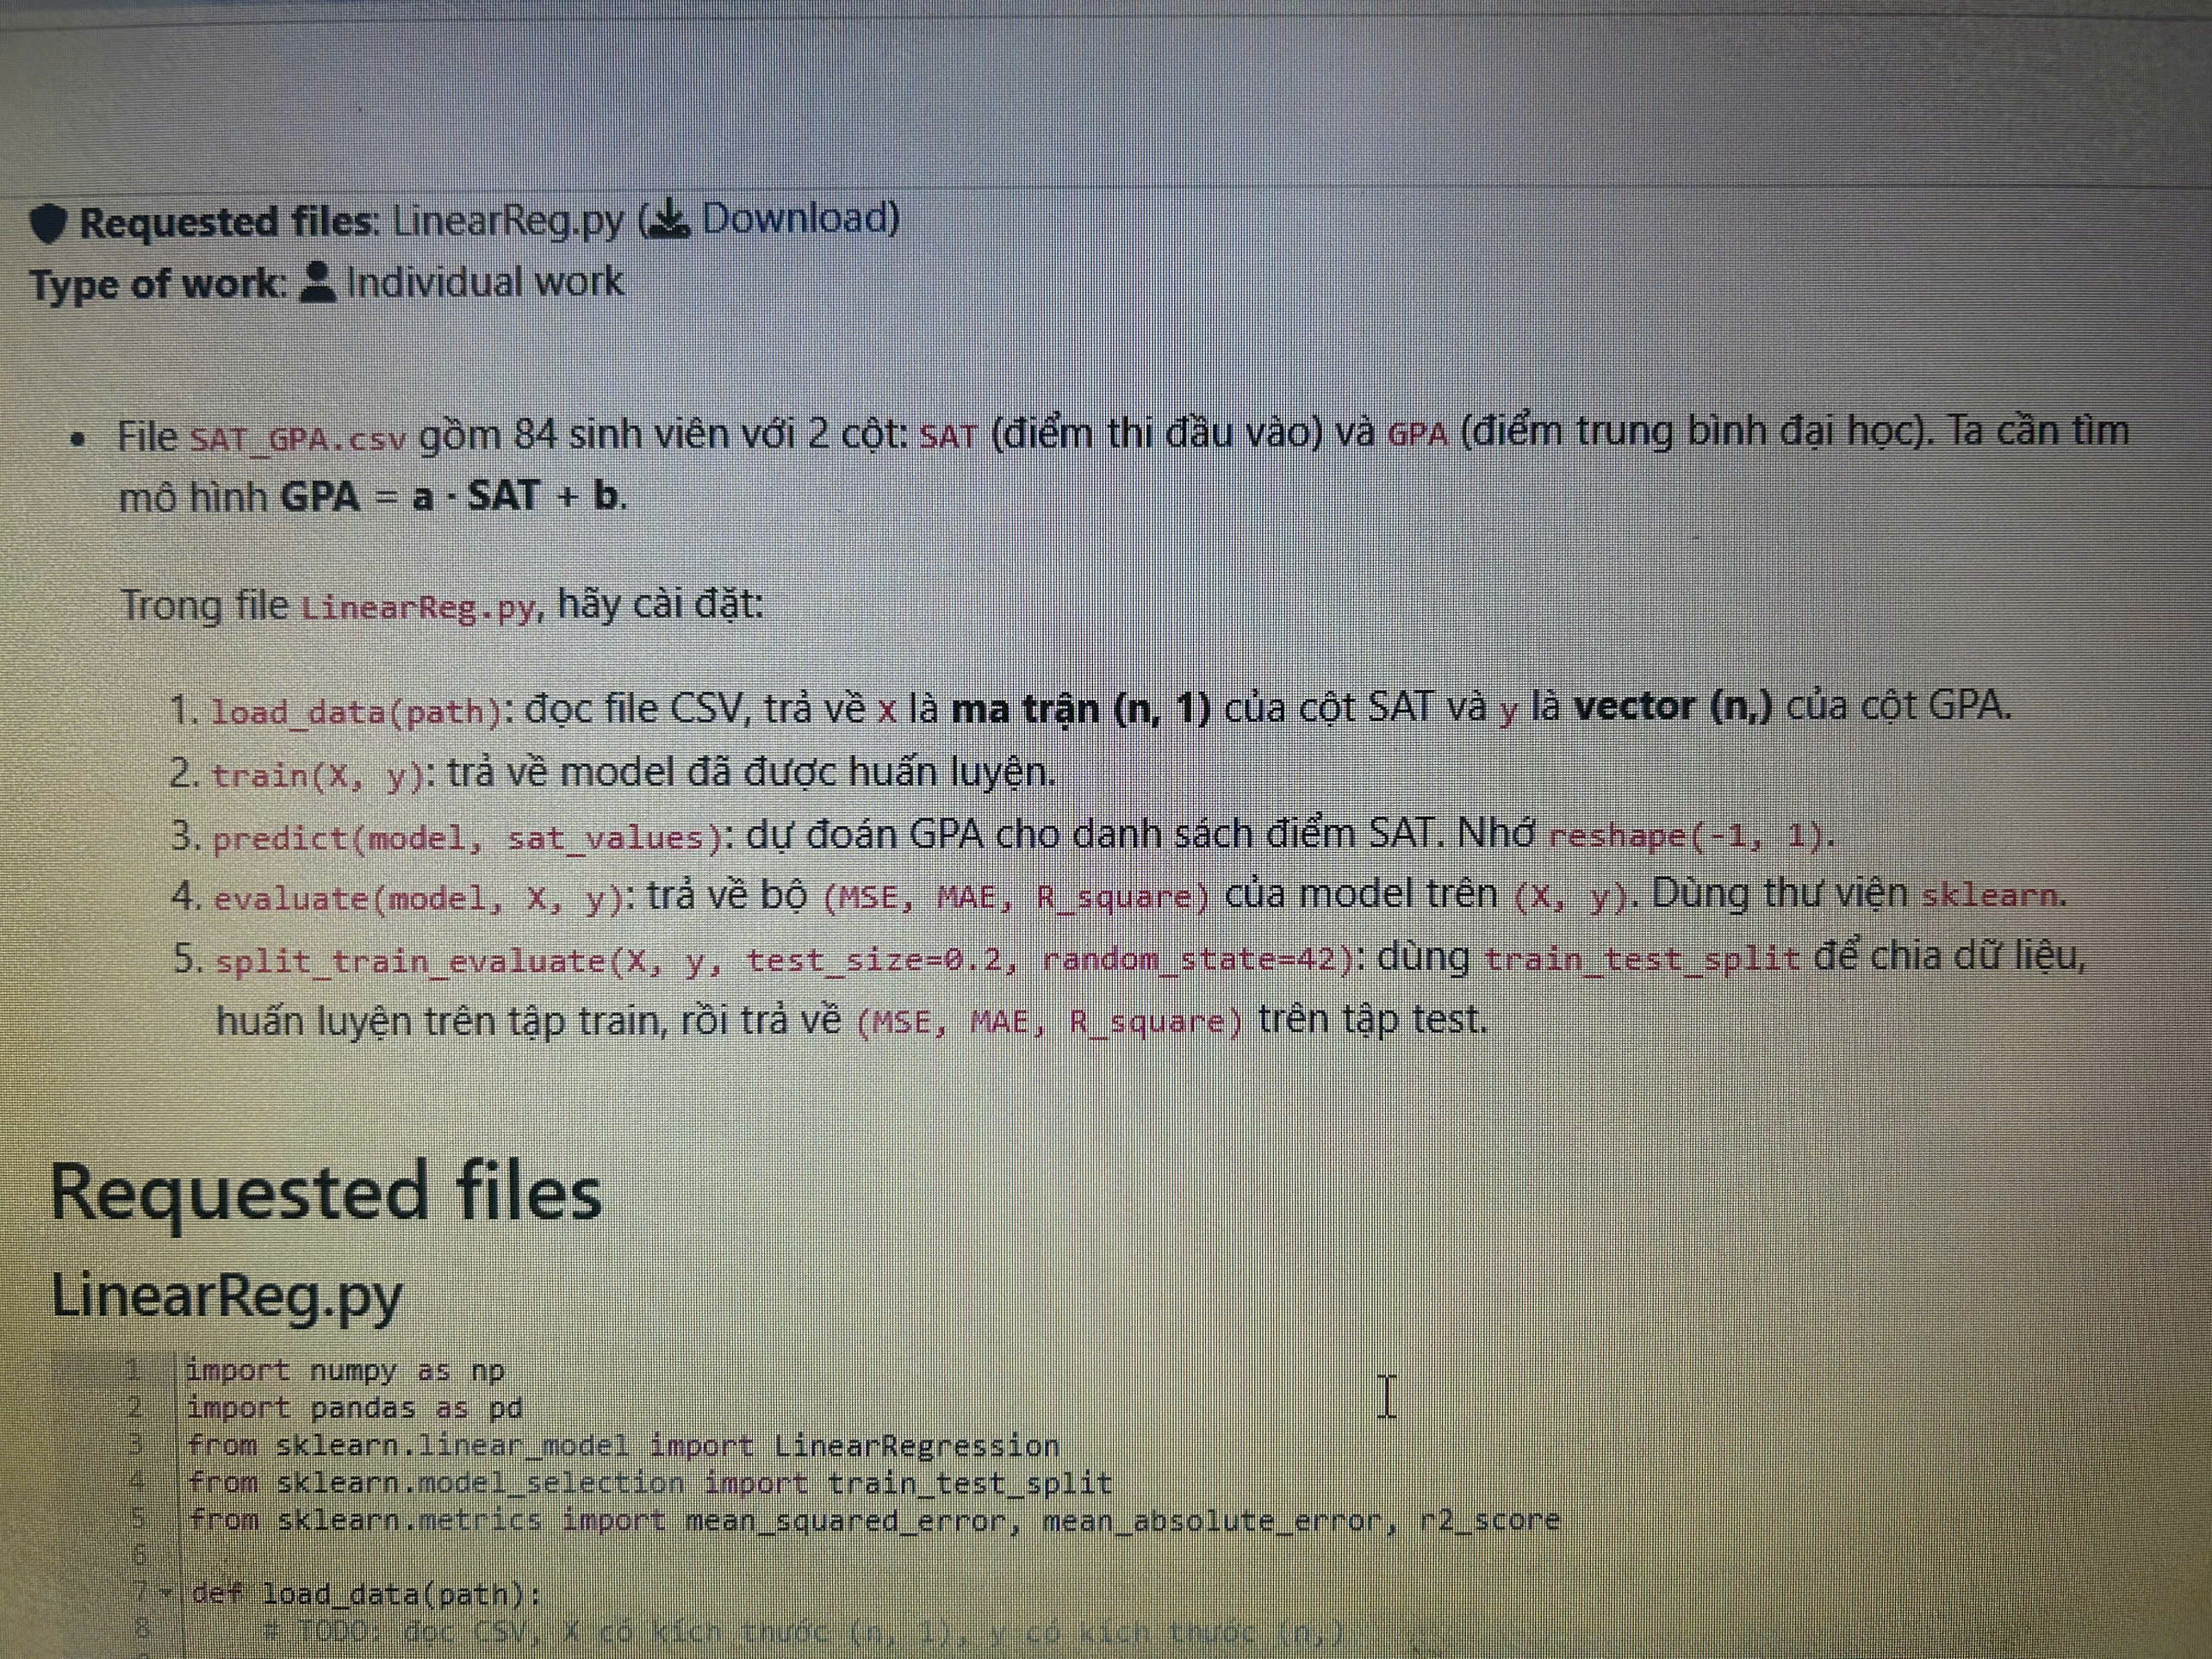 Requested files: LinearReg.py (Download)
Type of work: Individual work
• File SAT_GPA.csv gồm 84 sinh viên với 2 cột: SAT (điểm thi đầu vào) và GPA (điểm trung bình đại học). Ta cần tìm
mô hình GPA = a · SAT + b.
Trong file LinearReg.py, hãy cài đặt:
1. load_data(path): đọc file CSV, trả về X là ma trận (n, 1) của cột SAT và y là vector (n,) của cột GPA.
2. train(X, y): trả về model đã được huấn luyện.
3. predict(model, sat_values): dự đoán GPA cho danh sách điểm SAT. Nhớ reshape(-1, 1).
4. evaluate(model, X, y): trả về bộ (MSE, MAE, R_square) của model trên (X, y). Dùng thư viện sklearn.
5. split_train_evaluate(X, y, test_size=0.2, random_state=42): dùng train_test_split để chia dữ liệu,
huấn luyện trên tập train, rồi trả về (MSE, MAE, R_square) trên tập test.
Requested files
LinearReg.py
1 import numpy as np
2 import pandas as pd
3 from sklearn.linear_model import LinearRegression
4 from sklearn.model_selection import train_test_split
5 from sklearn.metrics import mean_squared_error, mean_absolute_error, r2_score
6
7 def load_data(path):
8 # TODO: đọc CSV, X có kích thước (n, 1), y có kích thước (n,)